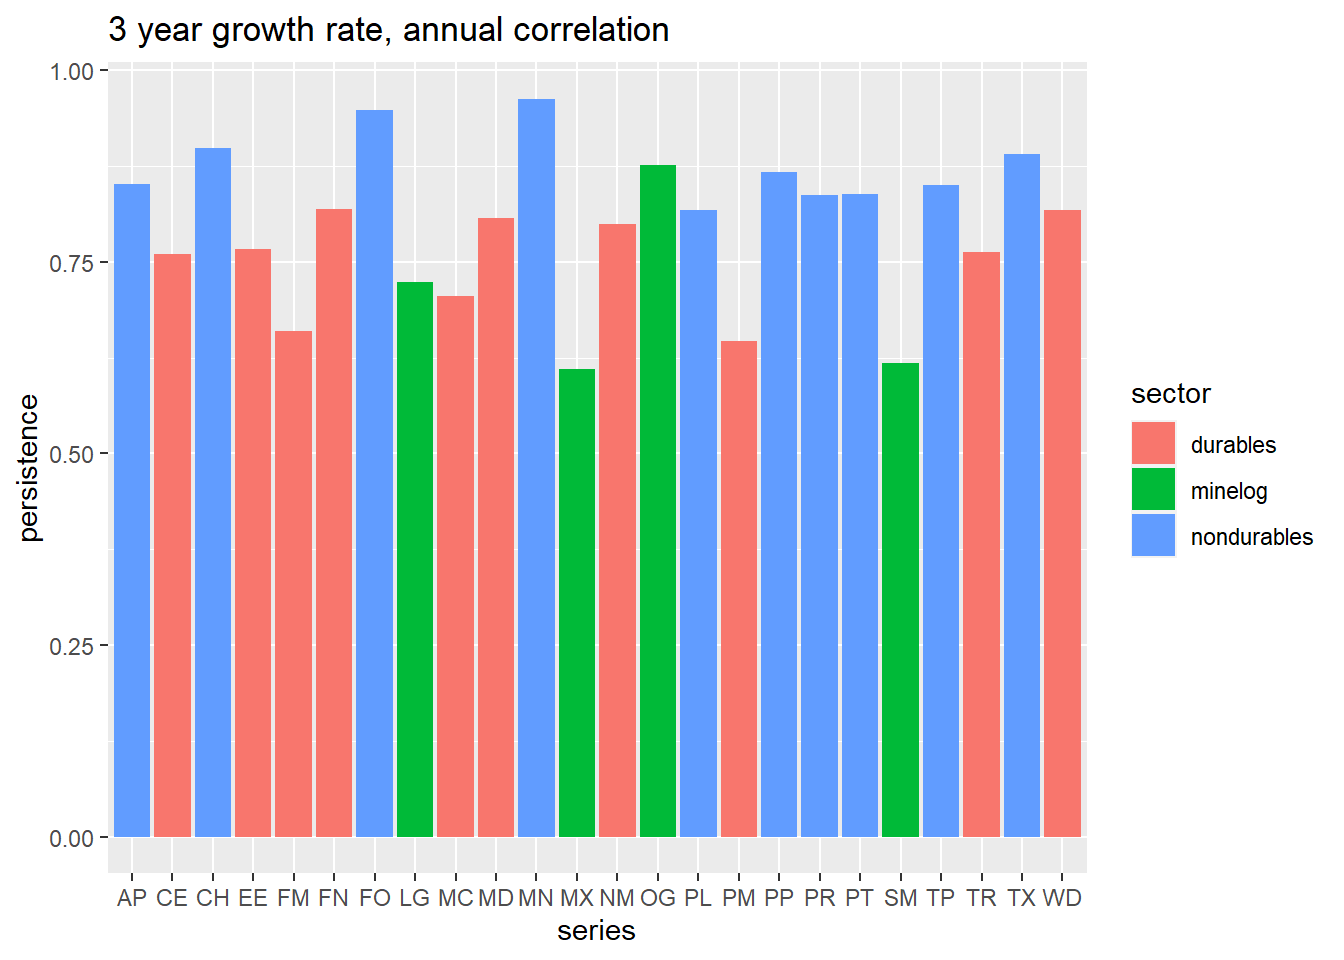 3 year growth rate, annual correlation
1.00
0.75
0.50
0.25
0.00
persistence
AP CE CH EE FM FN FO LG MC MD MN MX NM OG PL PM PP PR PT SM TP TR TX WD
series
sector
durables
minelog
nondurables